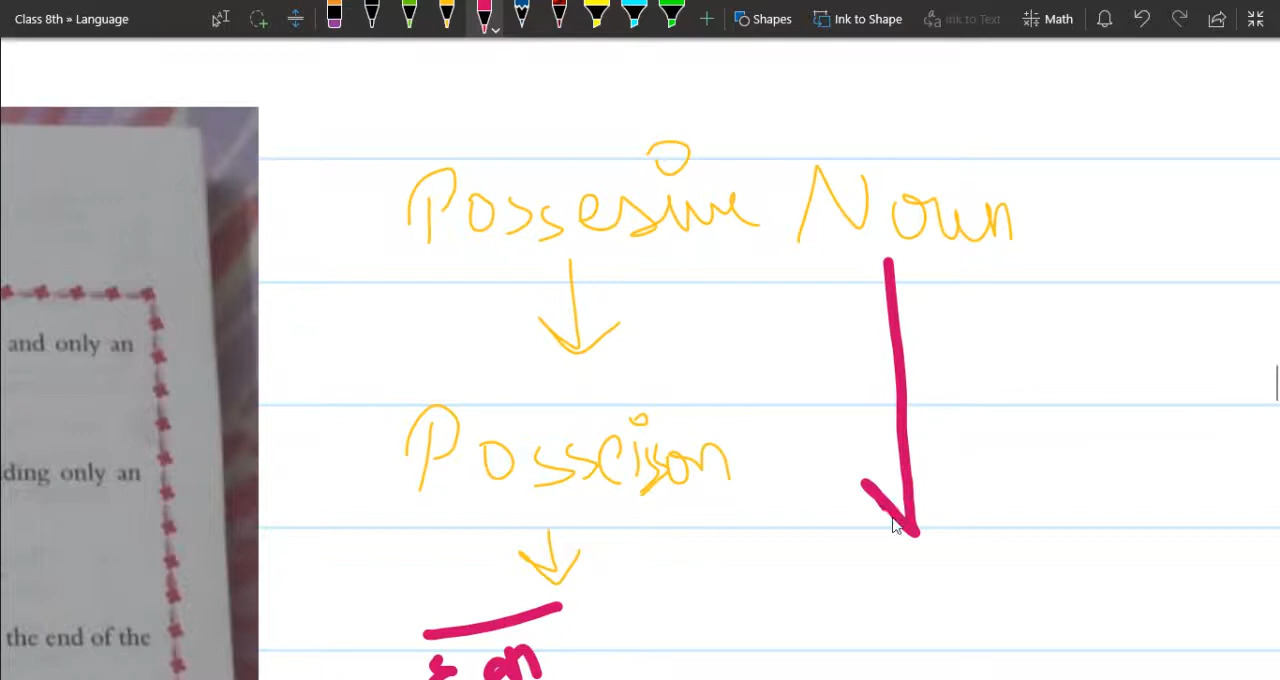 Class 8th » Language
Shapes
Ink to Shape
Ink to Text
Math
Possesive Noun
and only an
Posseison
ding only an
the end of the